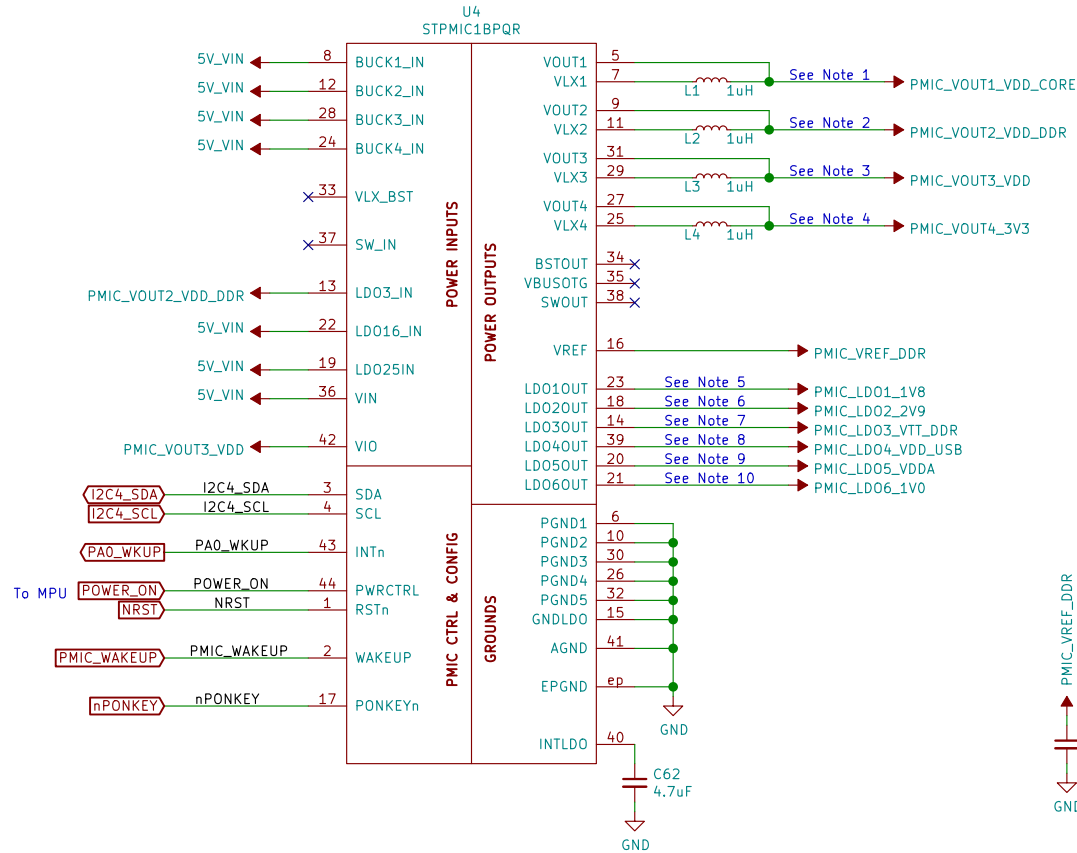 U4
STPMIC1BPQR
5V_VIN 8 BUCK1_IN
5V_VIN 12 BUCK2_IN
5V_VIN 28 BUCK3_IN
5V_VIN 24 BUCK4_IN
33 VLX_BST
37 SW_IN
PMIC_VOUT2_VDD_DDR 13 LDO3_IN
5V_VIN 22 LDO16_IN
5V_VIN 19 LDO25IN
5V_VIN 36 VIN
PMIC_VOUT3_VDD 42 VIO
POWER INPUTS
POWER OUTPUTS
I2C4_SDA I2C4_SDA 3 SDA
I2C4_SCL I2C4_SCL 4 SCL
PA0_WKUP PA0_WKUP 43 INTn
To MPU POWER_ON POWER_ON 44 PWRCTRL
NRST NRST 1 RSTn
PMIC_WAKEUP PMIC_WAKEUP 2 WAKEUP
nPONKEY nPONKEY 17 PONKEYn
PMIC CTRL & CONFIG
GROUNDS
VOUT1 5
VLX1 7 L1 1uH See Note 1 PMIC_VOUT1_VDD_CORE
VOUT2 9
VLX2 11 L2 1uH See Note 2 PMIC_VOUT2_VDD_DDR
VOUT3 31
VLX3 29 L3 1uH See Note 3 PMIC_VOUT3_VDD
VOUT4 27
VLX4 25 L4 1uH See Note 4 PMIC_VOUT4_3V3
BSTOUT 34
VBUSOTG 35
SWOUT 38
VREF 16 PMIC_VREF_DDR
LDO1OUT 23 See Note 5 PMIC_LDO1_1V8
LDO2OUT 18 See Note 6 PMIC_LDO2_2V9
LDO3OUT 14 See Note 7 PMIC_LDO3_VTT_DDR
LDO4OUT 39 See Note 8 PMIC_LDO4_VDD_USB
LDO5OUT 20 See Note 9 PMIC_LDO5_VDDA
LDO6OUT 21 See Note 10 PMIC_LDO6_1V0
PGND1 6
PGND2 10
PGND3 30
PGND4 26
PGND5 32
GNDLDO 15
AGND 41
EPGND ep
GND
INTLDO 40
C62
4.7uF
GND
PMIC_VREF_DDR
GND